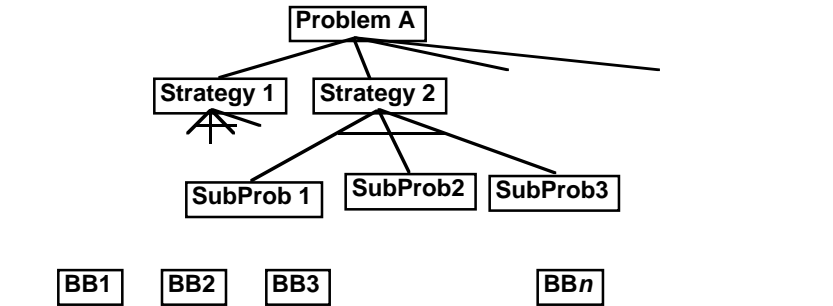 Problem A
Strategy 1 Strategy 2
SubProb 1 SubProb2 SubProb3
BB1 BB2 BB3 BBn